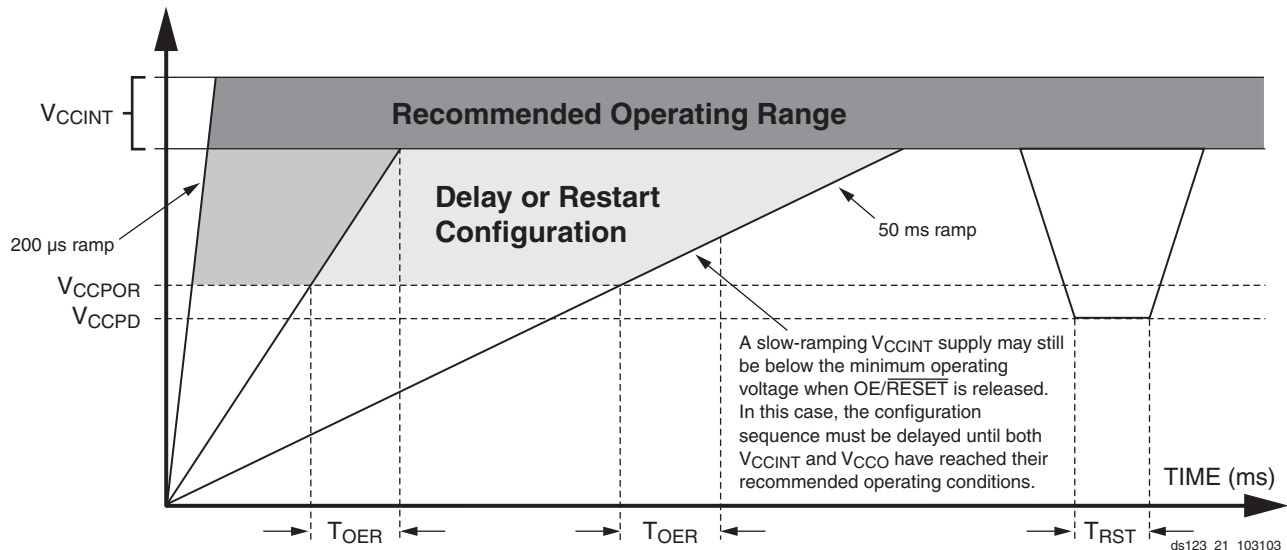 VCCINT
Recommended Operating Range
Delay or Restart
Configuration
200 µs ramp
50 ms ramp
VCCPOR
VCCPD
A slow-ramping VCCINT supply may still
be below the minimum operating
voltage when OE/RESET is released.
In this case, the configuration
sequence must be delayed until both
VCCINT and VCCO have reached their
recommended operating conditions.
TIME (ms)
TOER
TOER
TRST
ds123_21_103103